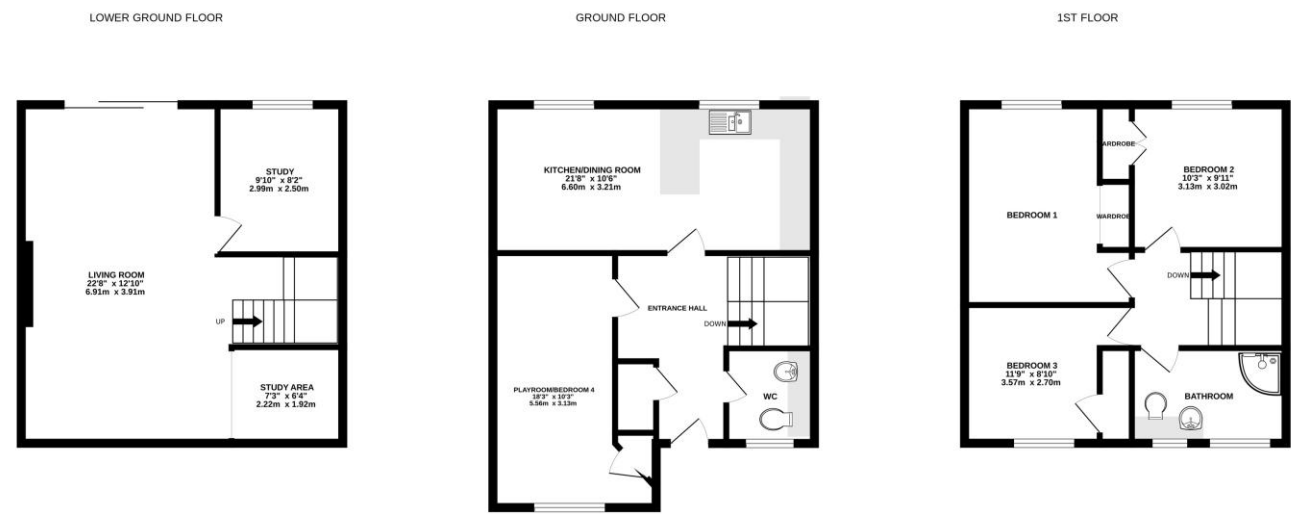 LOWER GROUND FLOOR
GROUND FLOOR
1ST FLOOR
STUDY
9'10" x 8'2"
2.99m x 2.50m
LIVING ROOM
22'8" x 12'10"
6.91m x 3.91m
UP
STUDY AREA
7'3" x 6'4"
2.22m x 1.92m
KITCHEN/DINING ROOM
21'8" x 10'6"
6.60m x 3.21m
ENTRANCE HALL
DOWN
PLAYROOM/BEDROOM 4
18'3" x 10'3"
5.56m x 3.13m
WC
ARDROBE
BEDROOM 2
10'3" x 9'11"
3.13m x 3.02m
BEDROOM 1
WARDROBE
DOWN
BEDROOM 3
11'9" x 8'10"
3.57m x 2.70m
BATHROOM